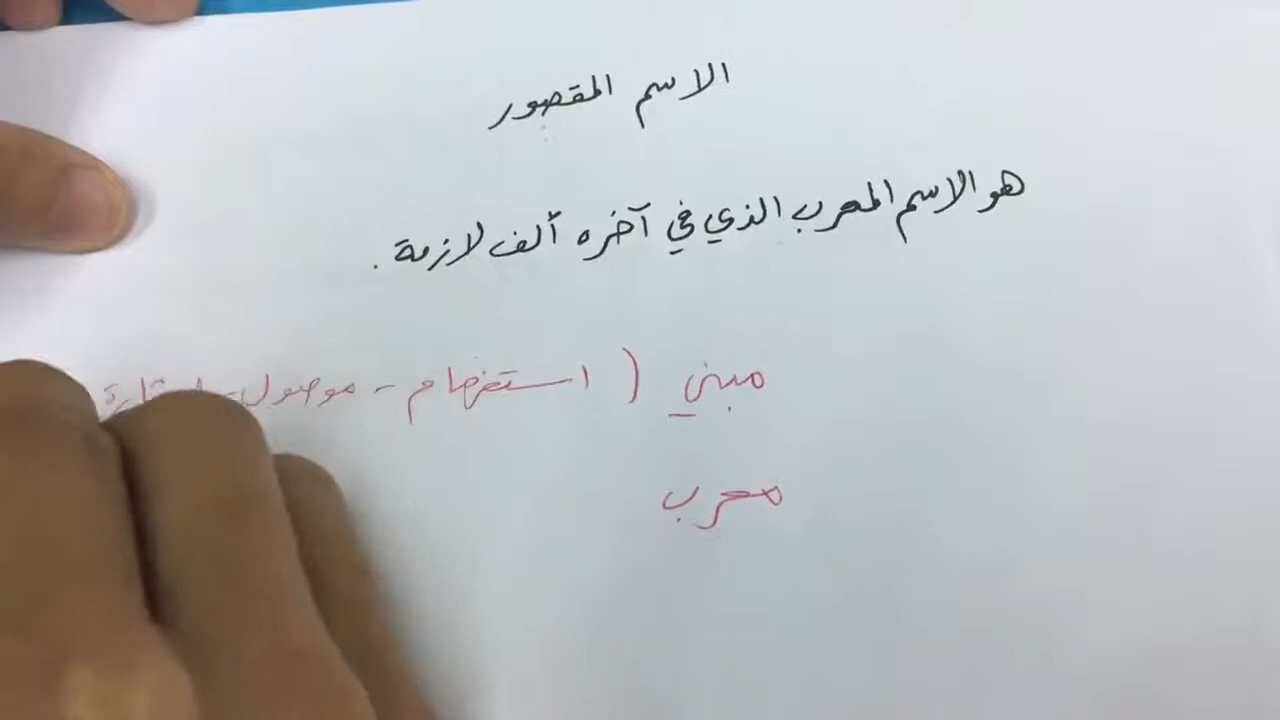 الاسم المقصور
هو الاسم المعرب الذي في آخره ألف لازمة .
مبني ( استفهام - موصول -
معرب